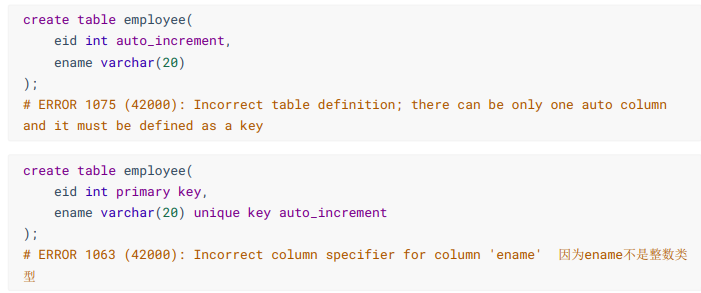 create table employee(
    eid int auto_increment,
    ename varchar(20)
);
# ERROR 1075 (42000): Incorrect table definition; there can be only one auto column
and it must be defined as a key
create table employee(
    eid int primary key,
    ename varchar(20) unique key auto_increment
);
# ERROR 1063 (42000): Incorrect column specifier for column 'ename'  因为ename不是整数类
型